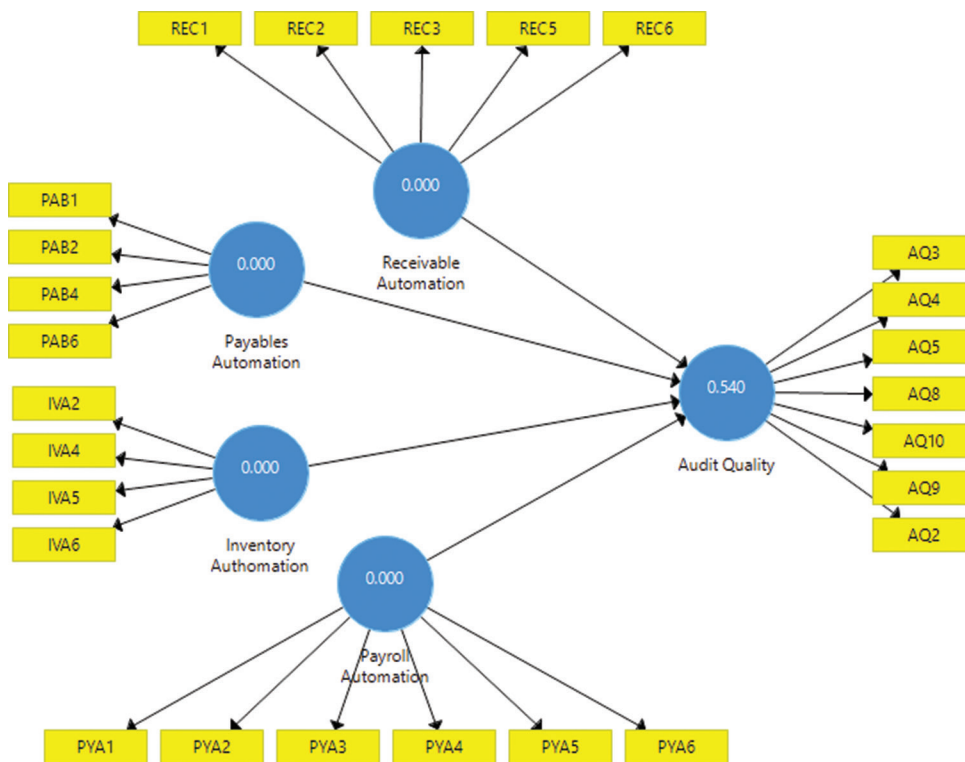 REC1
REC2
REC3
REC5
REC6
0.000
Receivable
Automation
PAB1
PAB2
PAB4
PAB6
0.000
Payables
Automation
IVA2
IVA4
IVA5
IVA6
0.000
Inventory
Authomation
0.000
Payroll
Automation
PYA1
PYA2
PYA3
PYA4
PYA5
PYA6
0.540
Audit Quality
AQ3
AQ4
AQ5
AQ8
AQ10
AQ9
AQ2